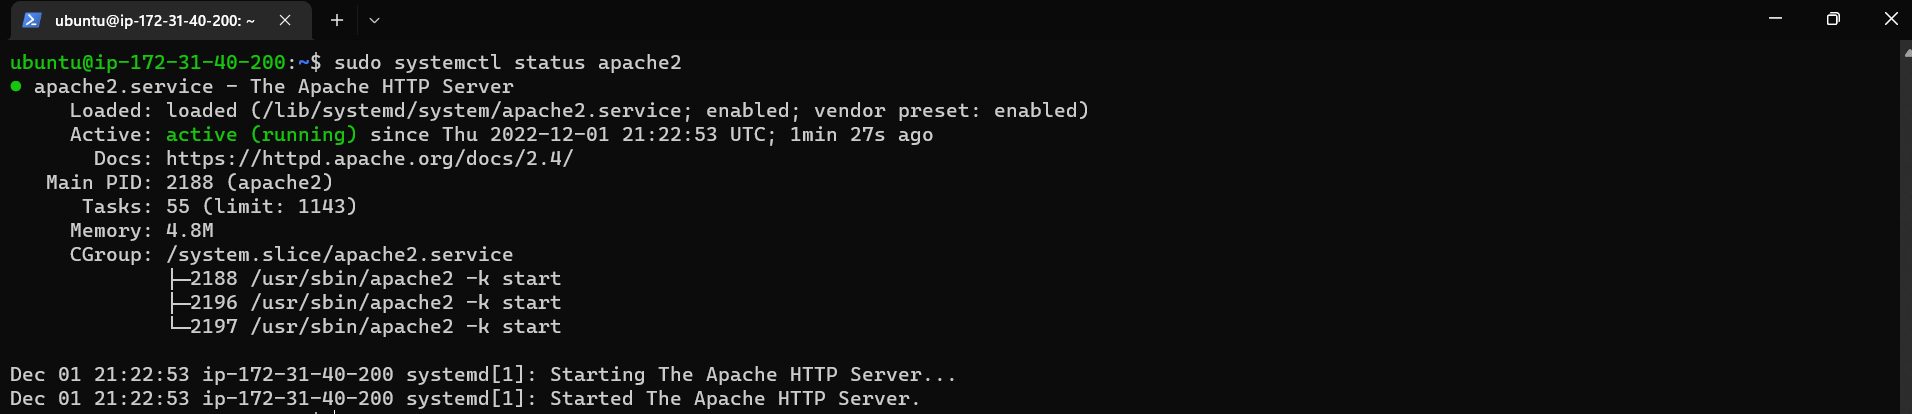 ubuntu@ip-172-31-40-200: ~
ubuntu@ip-172-31-40-200:~$ sudo systemctl status apache2
● apache2.service - The Apache HTTP Server
     Loaded: loaded (/lib/systemd/system/apache2.service; enabled; vendor preset: enabled)
     Active: active (running) since Thu 2022-12-01 21:22:53 UTC; 1min 27s ago
       Docs: https://httpd.apache.org/docs/2.4/
   Main PID: 2188 (apache2)
      Tasks: 55 (limit: 1143)
     Memory: 4.8M
     CGroup: /system.slice/apache2.service
             ├─2188 /usr/sbin/apache2 -k start
             ├─2196 /usr/sbin/apache2 -k start
             └─2197 /usr/sbin/apache2 -k start

Dec 01 21:22:53 ip-172-31-40-200 systemd[1]: Starting The Apache HTTP Server...
Dec 01 21:22:53 ip-172-31-40-200 systemd[1]: Started The Apache HTTP Server.